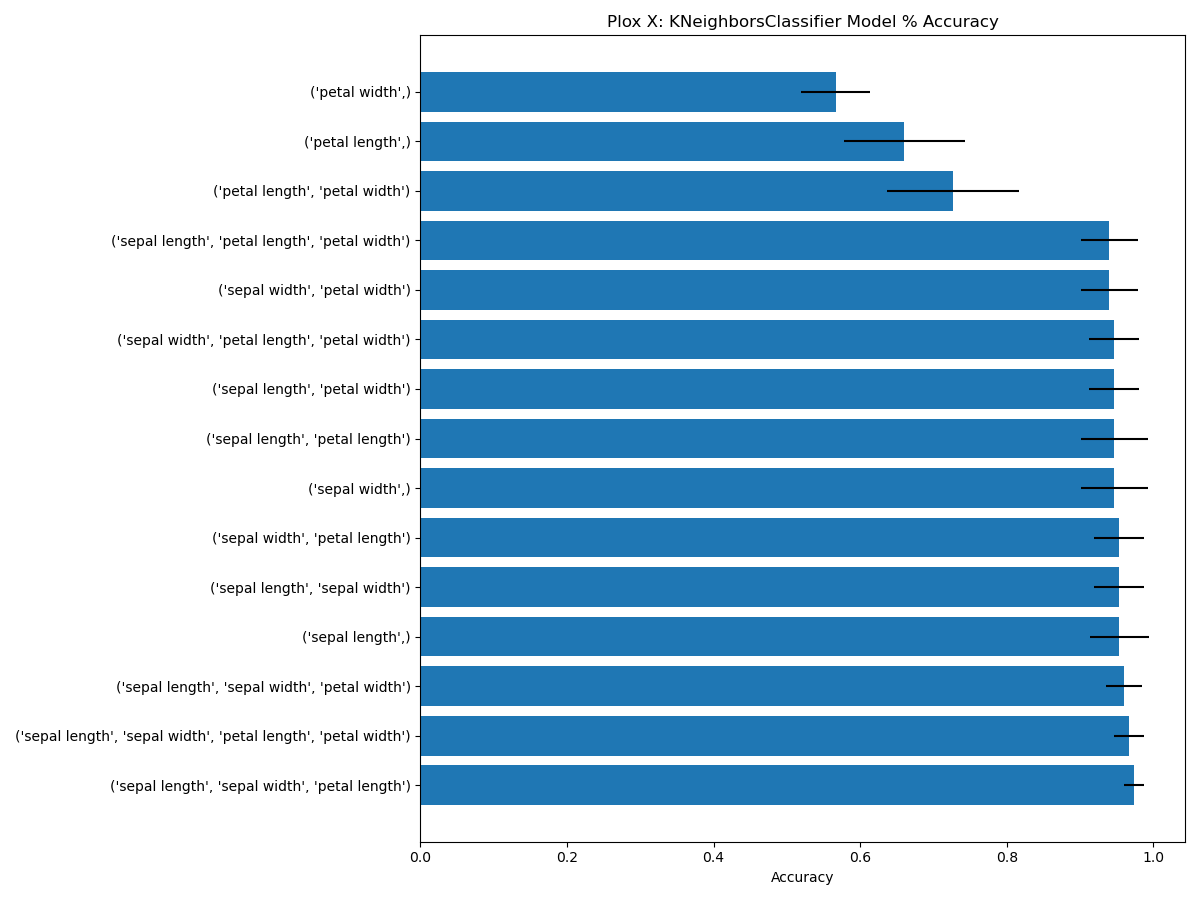 Plox X: KNeighborsClassifier Model % Accuracy
('petal width',)
('petal length',)
('petal length', 'petal width')
('sepal length', 'petal length', 'petal width')
('sepal width', 'petal width')
('sepal width', 'petal length', 'petal width')
('sepal length', 'petal width')
('sepal length', 'petal length')
('sepal width',)
('sepal width', 'petal length')
('sepal length', 'sepal width')
('sepal length',)
('sepal length', 'sepal width', 'petal width')
('sepal length', 'sepal width', 'petal length', 'petal width')
('sepal length', 'sepal width', 'petal length')
0.0 0.2 0.4 0.6 0.8 1.0
Accuracy